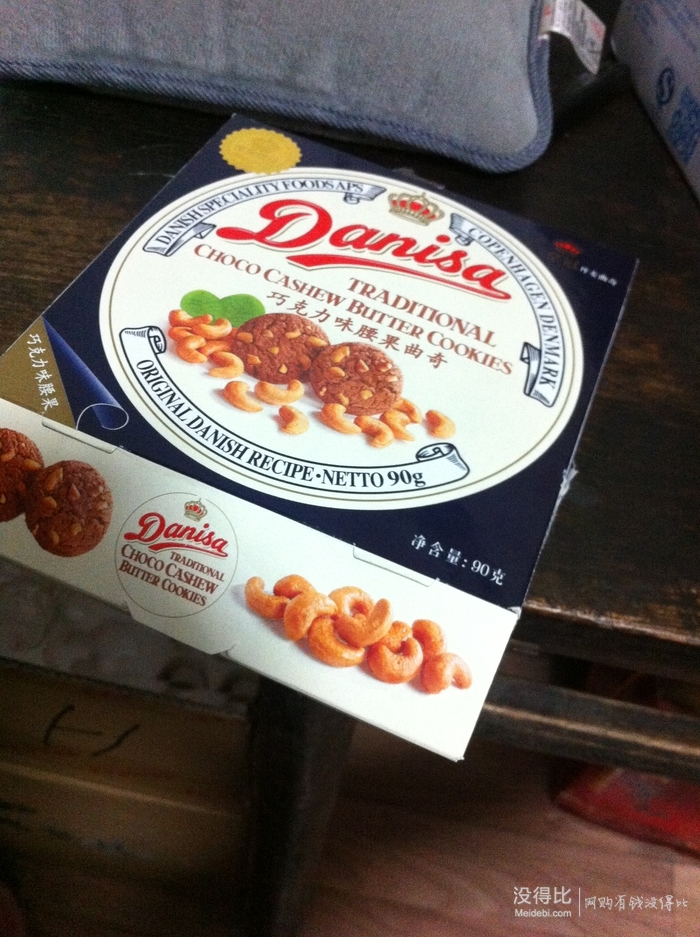 DANISH SPECIALITY FOODS APS
COPENHAGEN DENMARK
Danisa
TRADITIONAL
CHOCO CASHEW BUTTER COOKIES
巧克力味腰果曲奇
ORIGINAL DANISH RECIPE·NETTO 90g
巧克力味腰果
净含量:90克
Danisa
TRADITIONAL
CHOCO CASHEW
BUTTER COOKIES
没得比
Meidebi.com
网购有钱没得比